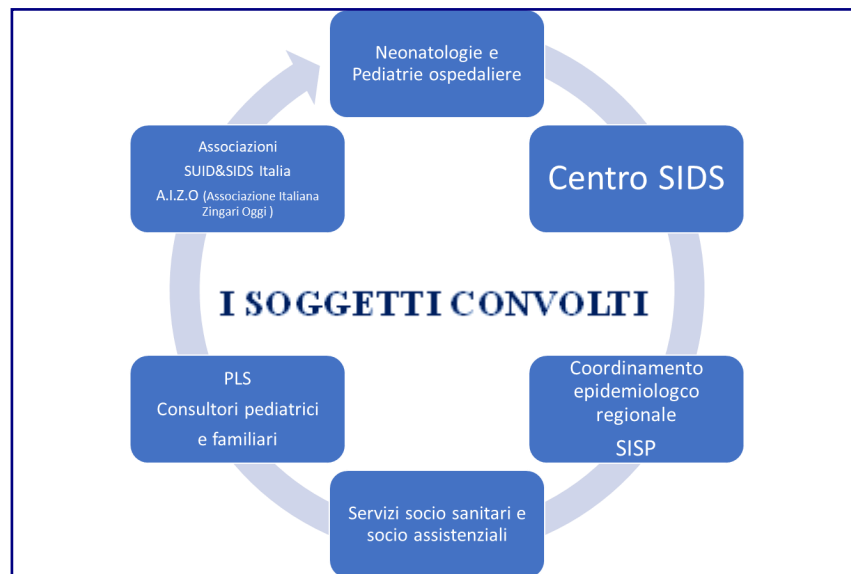 Neonatologie e
Pediatrie ospedaliere
Centro SIDS
Coordinamento
epidemiologco
regionale
SISP
Servizi socio sanitari e
socio assistenziali
PLS
Consultori pediatrici
e familiari
Associazioni
SUID&SIDS Italia
A.I.Z.O (Associazione Italiana
Zingari Oggi )
I SOGGETTI CONVOLTI